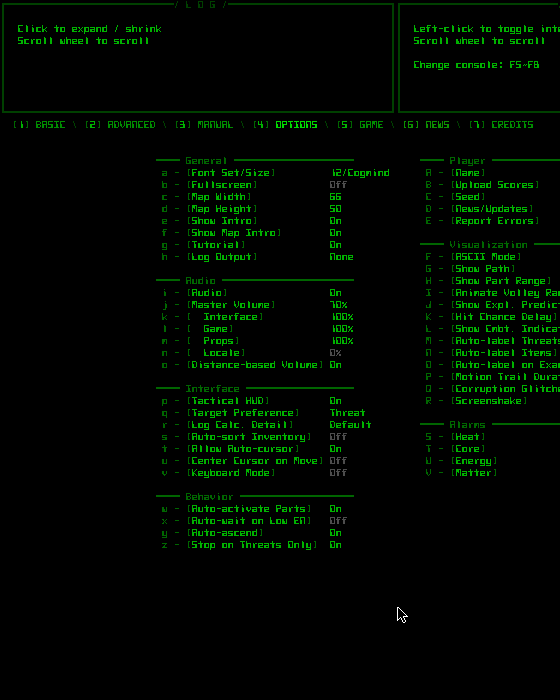 / L O G /
Click to expand / shrink
Scroll wheel to scroll
Left-click to toggle inte
Scroll wheel to scroll
Change console: F5~F8
[1] BASIC \ [2] ADVANCED \ [3] MANUAL \ [4] OPTIONS \ [5] GAME \ [6] NEWS \ [7] CREDITS
General
a - [Font Set/Size] 12/Cogmind
b - [Fullscreen] Off
c - [Map Width] 66
d - [Map Height] 50
e - [Show Intro] On
f - [Show Map Intro] On
g - [Tutorial] On
h - [Log Output] None
Audio
i - [Audio] On
j - [Master Volume] 70%
k - [ Interface] 100%
l - [ Game] 100%
m - [ Props] 100%
n - [ Locale] 0%
o - [Distance-based Volume] On
Interface
p - [Tactical HUD] On
q - [Target Preference] Threat
r - [Log Calc. Detail] Default
s - [Auto-sort Inventory] Off
t - [Allow Auto-cursor] On
u - [Center Cursor on Move] Off
v - [Keyboard Mode] Off
Behavior
w - [Auto-activate Parts] On
x - [Auto-wait on Low EN] Off
y - [Auto-ascend] On
z - [Stop on Threats Only] On
Player
A - [Name]
B - [Upload Scores]
C - [Seed]
D - [News/Updates]
E - [Report Errors]
Visualization
F - [ASCII Mode]
G - [Show Path]
H - [Show Part Range]
I - [Animate Volley Ra
J - [Show Expl. Predic
K - [Hit Chance Delay]
L - [Show Cmbt. Indica
M - [Auto-label Threat
N - [Auto-label Items]
O - [Auto-label on Exa
P - [Motion Trail Dura
Q - [Corruption Glitch
R - [Screenshake]
Alarms
S - [Heat]
T - [Core]
U - [Energy]
V - [Matter]